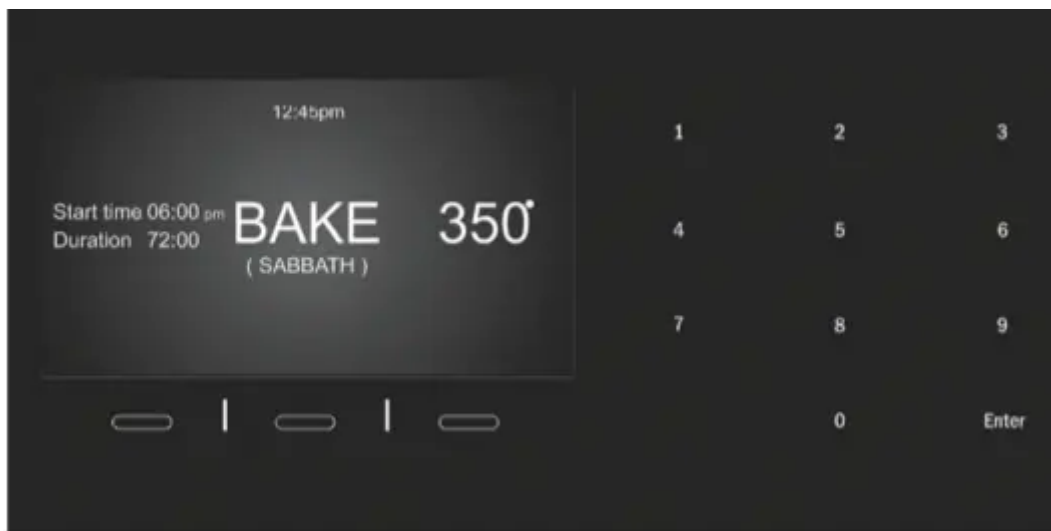 12:45pm
Start time 06:00 pm
Duration 72:00
BAKE 350°
( SABBATH )
1 2 3
4 5 6
7 8 9
0 Enter